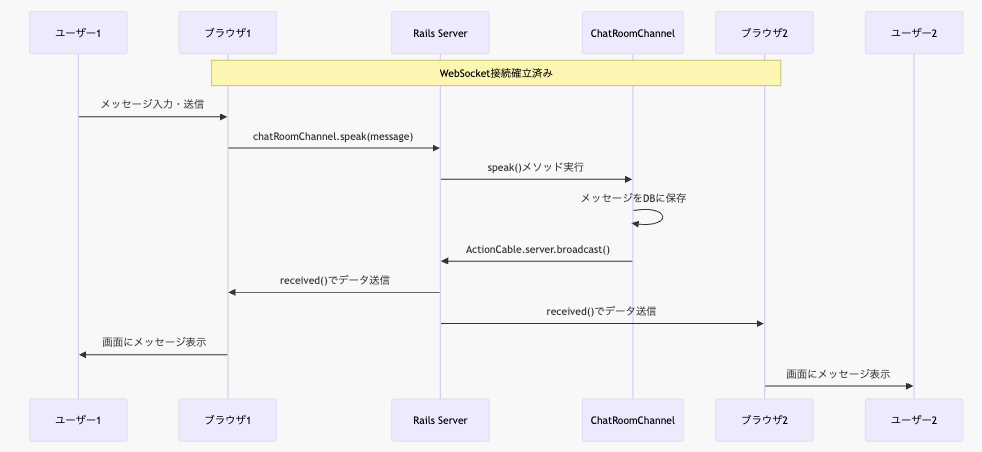 ユーザー1
ブラウザ1
Rails Server
ChatRoomChannel
ブラウザ2
ユーザー2
WebSocket接続確立済み
メッセージ入力・送信
chatRoomChannel.speak(message)
speak()メソッド実行
メッセージをDBに保存
ActionCable.server.broadcast()
received()でデータ送信
received()でデータ送信
画面にメッセージ表示
画面にメッセージ表示
ユーザー1
ブラウザ1
Rails Server
ChatRoomChannel
ブラウザ2
ユーザー2